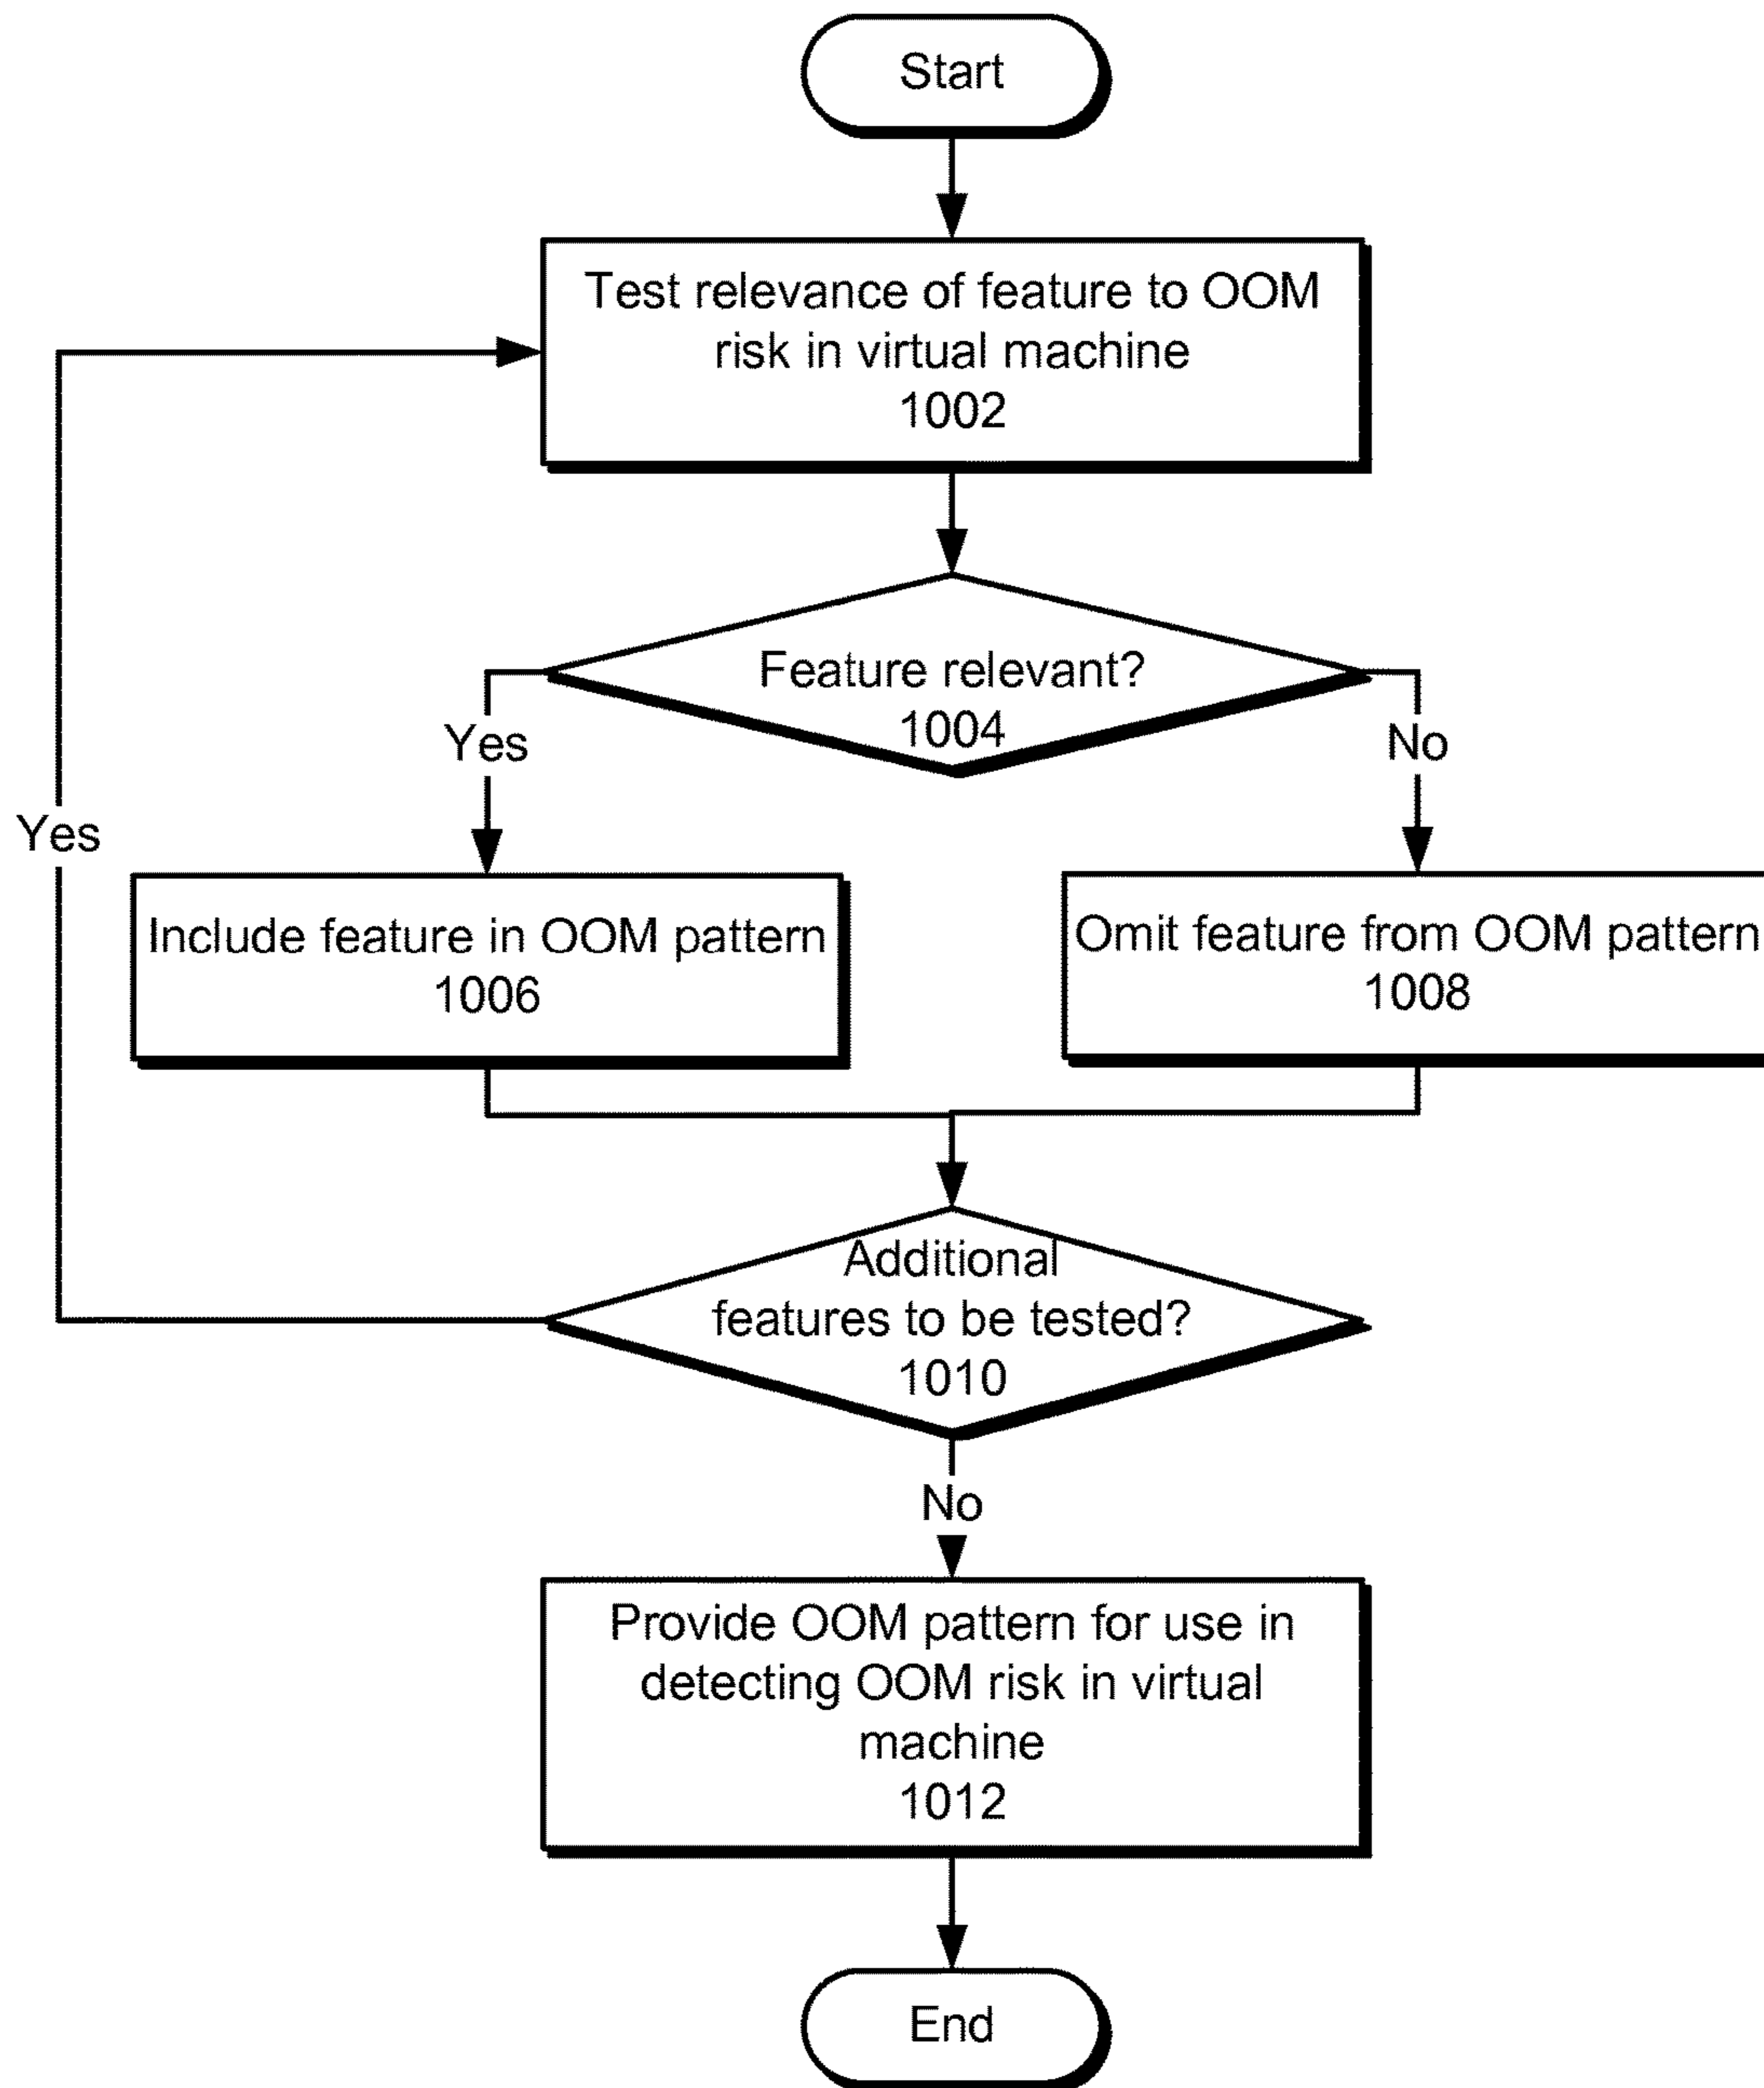 Start
Test relevance of feature to OOM
risk in virtual machine
1002
Feature relevant?
1004
Yes
No
Yes
Include feature in OOM pattern
1006
Omit feature from OOM pattern
1008
Additional
features to be tested?
1010
No
Provide OOM pattern for use in
detecting OOM risk in virtual
machine
1012
End